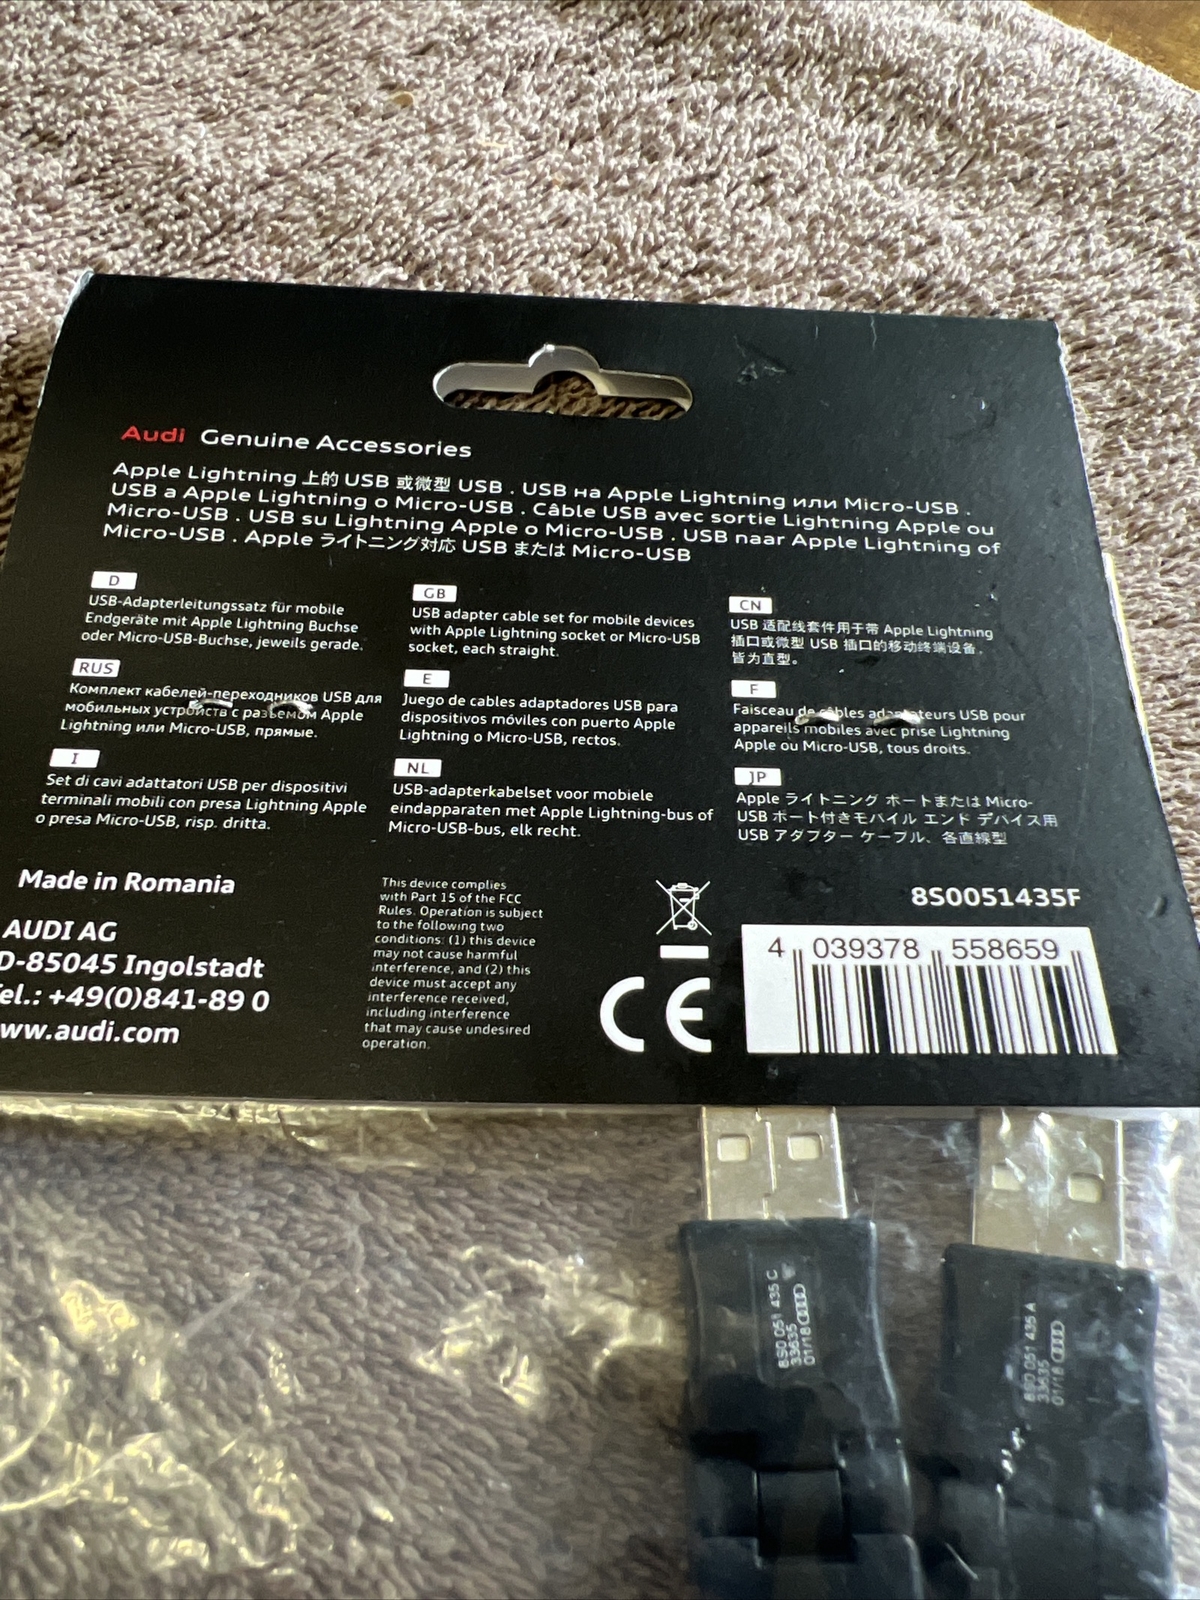 Audi Genuine Accessories
Apple Lightning 上的 USB 或微型 USB . USB на Apple Lightning или Micro-USB .
USB a Apple Lightning o Micro-USB . Câble USB avec sortie Lightning Apple ou
Micro-USB . USB su Lightning Apple o Micro-USB . USB naar Apple Lightning of
Micro-USB . Apple ライトニング対応 USB または Micro-USB
D
USB-Adapterleitungssatz für mobile
Endgeräte mit Apple Lightning Buchse
oder Micro-USB-Buchse, jeweils gerade.
GB
USB adapter cable set for mobile devices
with Apple Lightning socket or Micro-USB
socket, each straight.
CN
USB 适配线套件用于带 Apple Lightning
插口或微型 USB 插口的移动终端设备，
皆为直型。
RUS
Комплект кабелей-переходников USB для
мобильных устройств с разъемом Apple
Lightning или Micro-USB, прямые.
E
Juego de cables adaptadores USB para
dispositivos móviles con puerto Apple
Lightning o Micro-USB, rectos.
F
Faisceau de câbles adaptateurs USB pour
appareils mobiles avec prise Lightning
Apple ou Micro-USB, tous droits.
I
Set di cavi adattatori USB per dispositivi
terminali mobili con presa Lightning Apple
o presa Micro-USB, risp. dritta.
NL
USB-adapterkabelset voor mobiele
eindapparaten met Apple Lightning-bus of
Micro-USB-bus, elk recht.
JP
Apple ライトニング ポートまたは Micro-
USB ポート付きモバイル エンド デバイス用
USB アダプター ケーブル、各直線型
Made in Romania
AUDI AG
D-85045 Ingolstadt
Tel.: +49(0)841-89 0
www.audi.com
This device complies
with Part 15 of the FCC
Rules. Operation is subject
to the following two
conditions: (1) this device
may not cause harmful
interference, and (2) this
device must accept any
interference received,
including interference
that may cause undesired
operation.
CE
8S0051435F
4 039378 558659
8S0 051 435 C
33635
01/18
8S0 051 435 A
33635
01/18